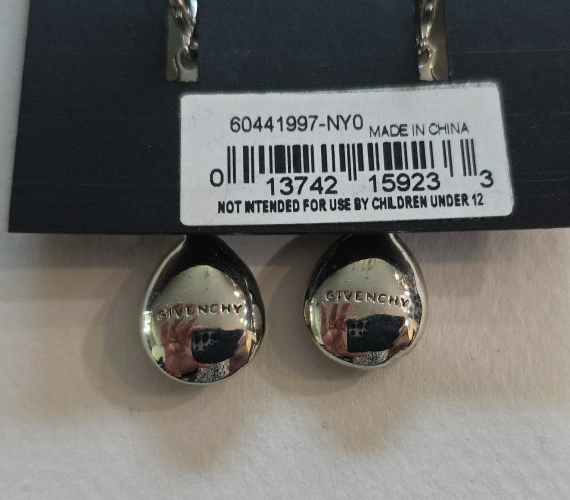 60441997-NY0 MADE IN CHINA
0 13742 15923 3
NOT INTENDED FOR USE BY CHILDREN UNDER 12
GIVENCHY
GIVENCHY